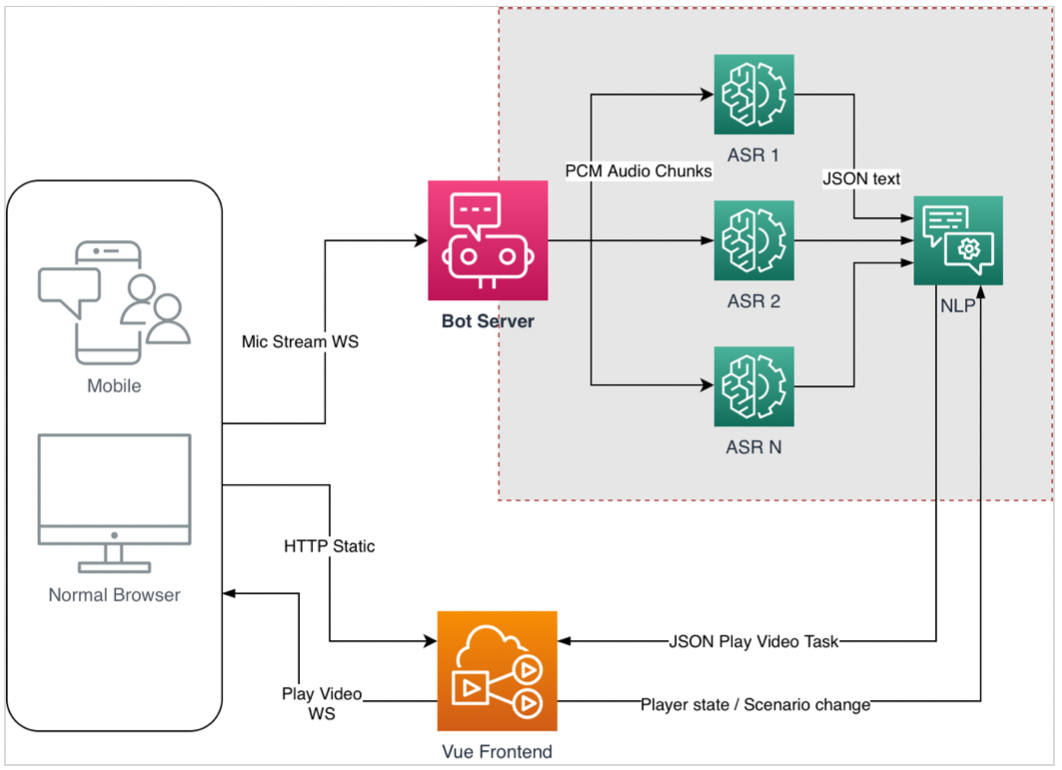 ASR 1
PCM Audio Chunks
JSON text
ASR 2
NLP
Bot Server
Mic Stream WS
Mobile
ASR N
HTTP Static
Normal Browser
JSON Play Video Task
Play Video
WS
Player state / Scenario change
Vue Frontend